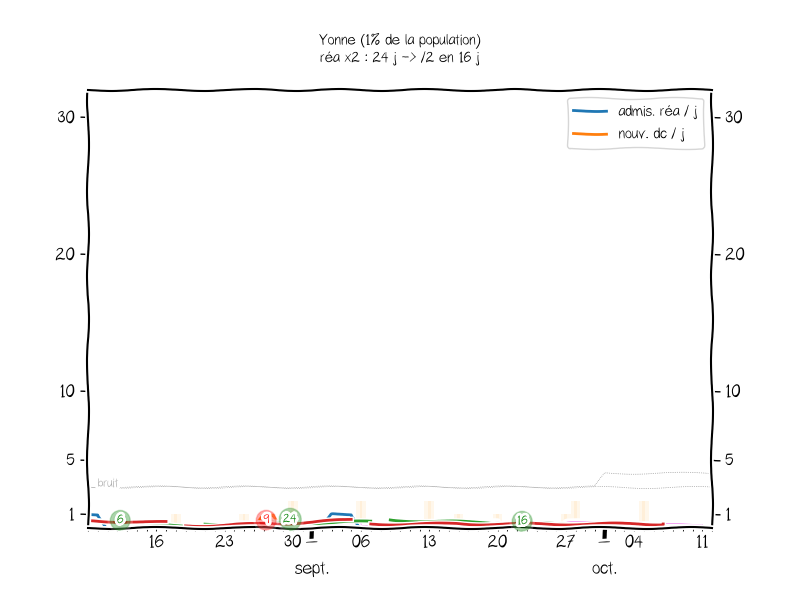 Yonne (1% de la population)
réa x2 : 24 j -> /2 en 16 j
admis. réa / j
nouv. dc / j
30 30
20 20
10 10
5 5
bruit
1 1
6 9 24 16
16 23 30 06 13 20 27 04 11
sept. oct.